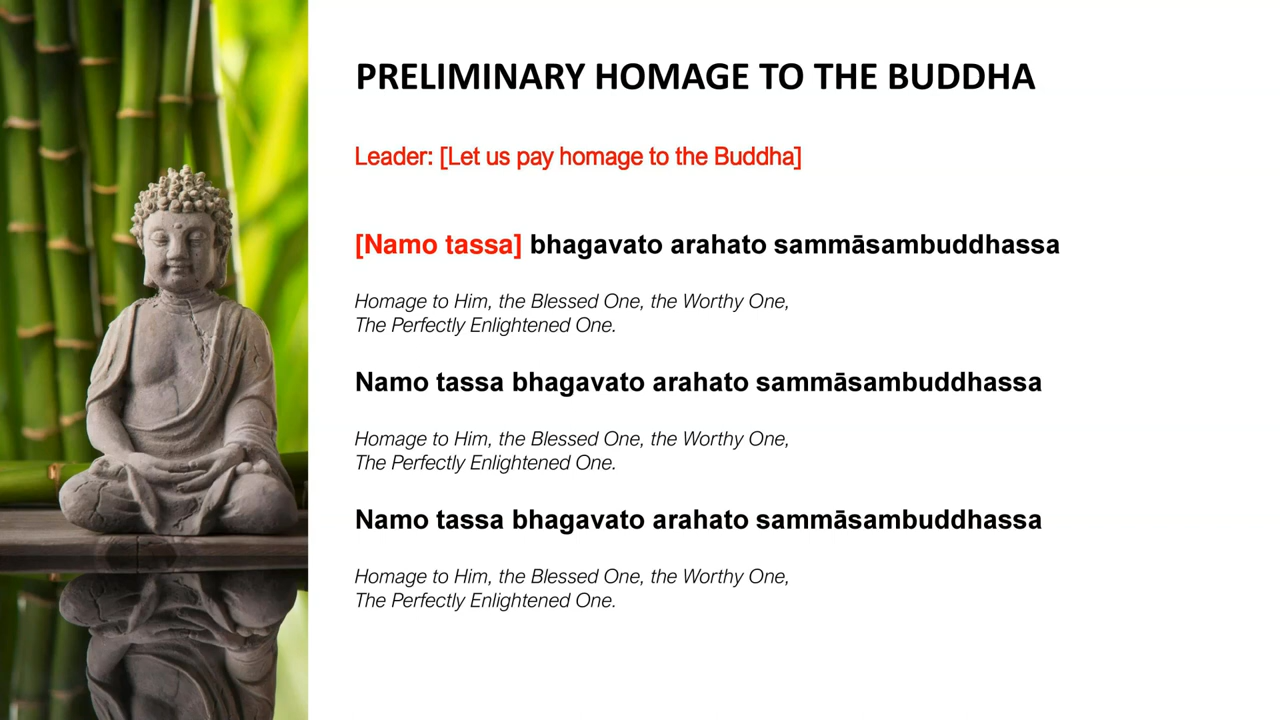 PRELIMINARY HOMAGE TO THE BUDDHA
Leader: [Let us pay homage to the Buddha]
[Namo tassa] bhagavato arahato sammāsambuddhassa
Homage to Him, the Blessed One, the Worthy One,
The Perfectly Enlightened One.
Namo tassa bhagavato arahato sammāsambuddhassa
Homage to Him, the Blessed One, the Worthy One,
The Perfectly Enlightened One.
Namo tassa bhagavato arahato sammāsambuddhassa
Homage to Him, the Blessed One, the Worthy One,
The Perfectly Enlightened One.